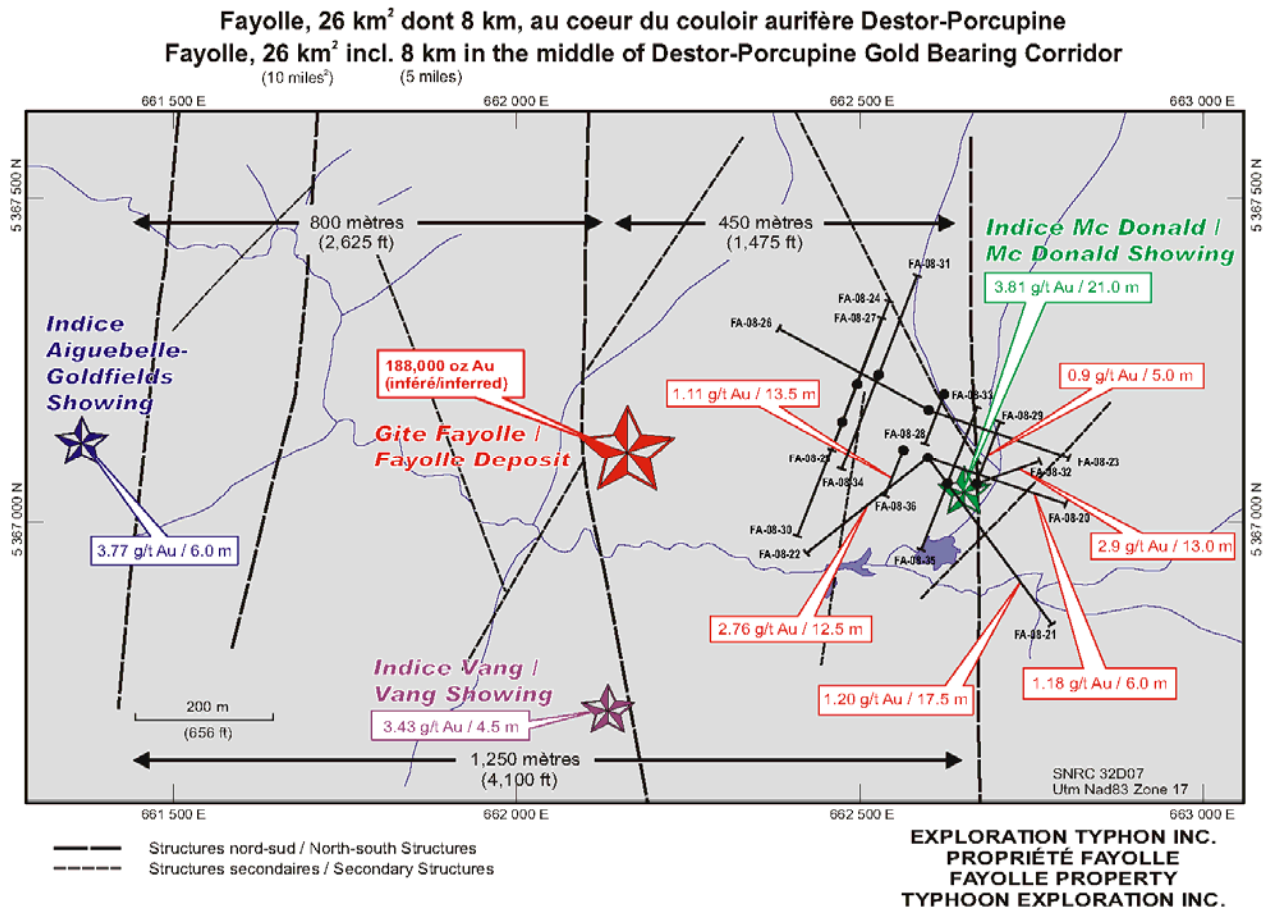 Fayolle, 26 km² dont 8 km, au coeur du couloir aurifère Destor-Porcupine
Fayolle, 26 km² incl. 8 km in the middle of Destor-Porcupine Gold Bearing Corridor
(10 miles²) (5 miles)
661 500 E 662 000 E 662 500 E 663 000 E
5 367 500 N
5 367 500 N
800 mètres
(2,625 ft)
450 mètres
(1,475 ft)
Indice Mc Donald /
Mc Donald Showing
3.81 g/t Au / 21.0 m
FA-08-31
FA-08-24
FA-08-27
FA-08-26
Indice
Aiguebelle-
Goldfields
Showing
188,000 oz Au
(inféré/inferred)
1.11 g/t Au / 13.5 m
0.9 g/t Au / 5.0 m
FA-08-33
FA-08-29
FA-08-28
Gite Fayolle /
Fayolle Deposit
FA-08-34
FA-08-32
FA-08-23
FA-08-36
FA-08-20
5 367 000 N
5 367 000 N
3.77 g/t Au / 6.0 m
FA-08-30
FA-08-22
FA-08-35
2.9 g/t Au / 13.0 m
2.76 g/t Au / 12.5 m
FA-08-21
Indice Vang /
Vang Showing
3.43 g/t Au / 4.5 m
1.20 g/t Au / 17.5 m
1.18 g/t Au / 6.0 m
200 m
(656 ft)
1,250 mètres
(4,100 ft)
SNRC 32D07
Utm Nad83 Zone 17
661 500 E 662 000 E 662 500 E 663 000 E
Structures nord-sud / North-south Structures
Structures secondaires / Secondary Structures
EXPLORATION TYPHON INC.
PROPRIÉTÉ FAYOLLE
FAYOLLE PROPERTY
TYPHOON EXPLORATION INC.